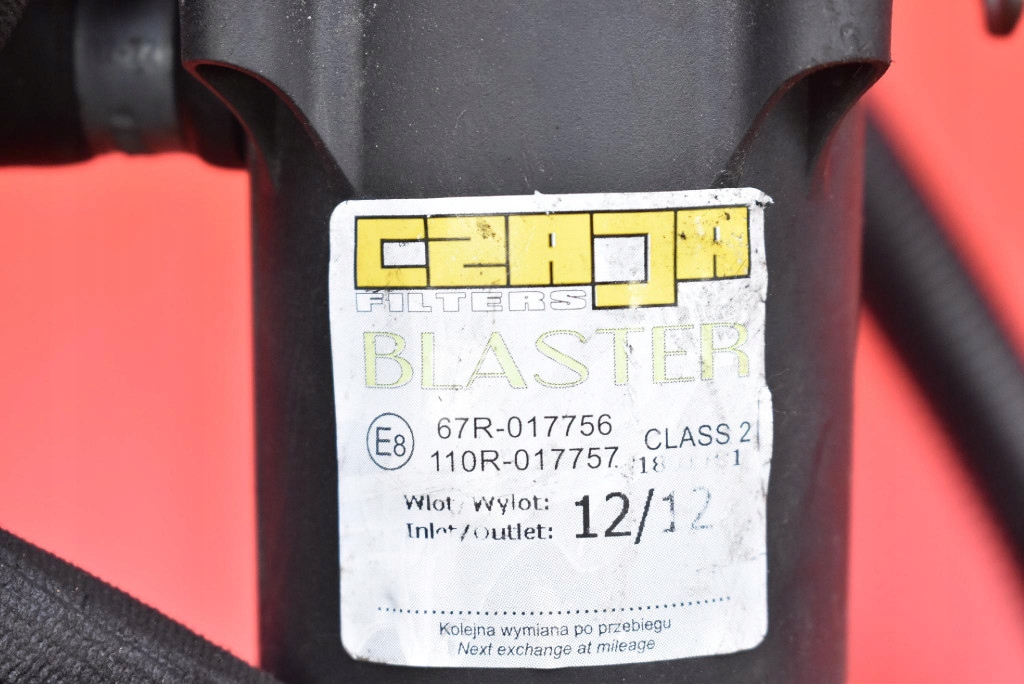 CZAJA
FILTERS
BLASTER
E8 67R-017756
110R-017757 CLASS 2
Wlot/Wylot:
Inlet/Outlet: 12/12
Kolejna wymiana po przebiegu
Next exchange at mileage